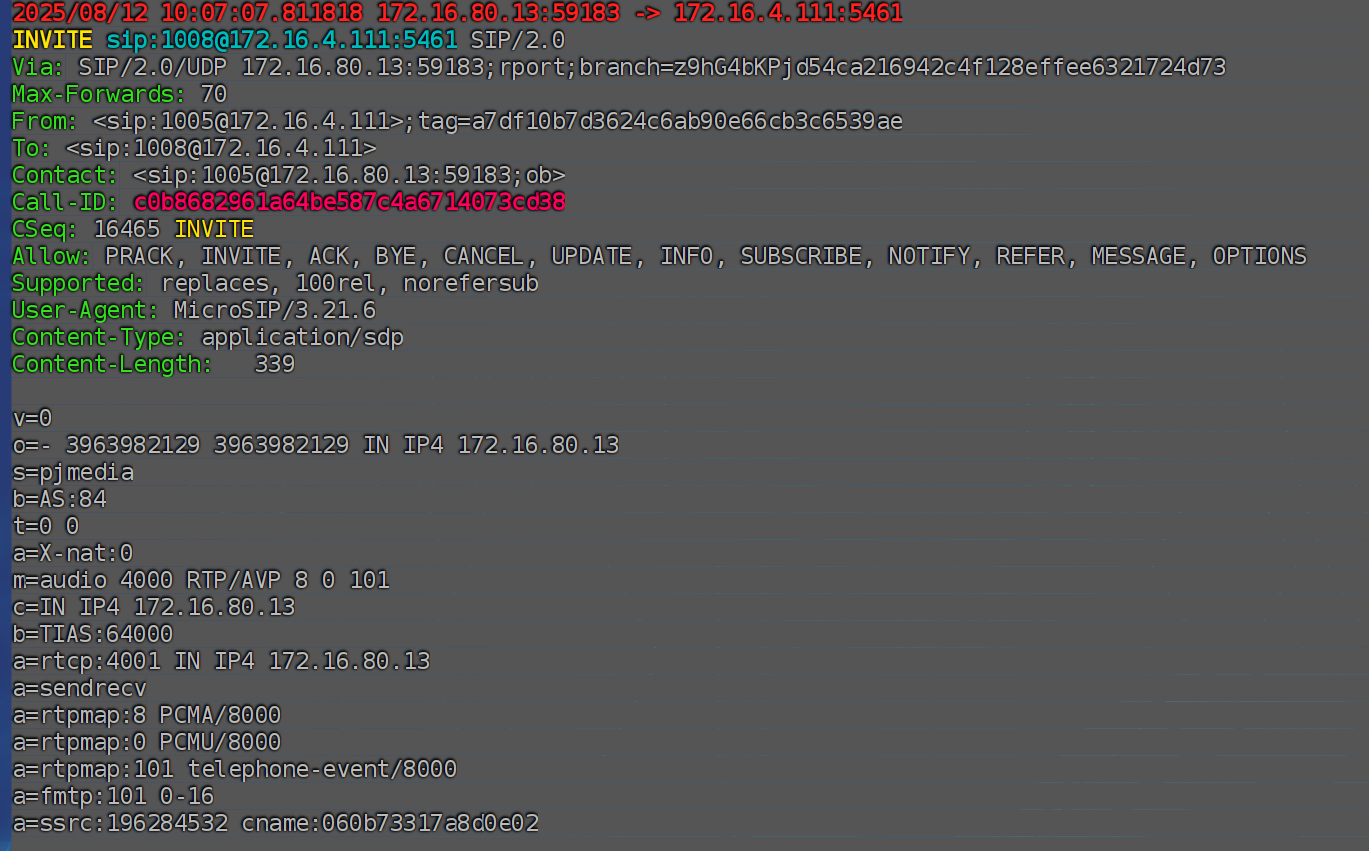 2025/08/12 10:07:07.811818 172.16.80.13:59183 -> 172.16.4.111:5461
INVITE sip:1008@172.16.4.111:5461 SIP/2.0
Via: SIP/2.0/UDP 172.16.80.13:59183;rport;branch=z9hG4bKPjd54ca216942c4f128effee6321724d73
Max-Forwards: 70
From: <sip:1005@172.16.4.111>;tag=a7df10b7d3624c6ab90e66cb3c6539ae
To: <sip:1008@172.16.4.111>
Contact: <sip:1005@172.16.80.13:59183;ob>
Call-ID: c0b8682961a64be587c4a6714073cd38
CSeq: 16465 INVITE
Allow: PRACK, INVITE, ACK, BYE, CANCEL, UPDATE, INFO, SUBSCRIBE, NOTIFY, REFER, MESSAGE, OPTIONS
Supported: replaces, 100rel, norefersub
User-Agent: MicroSIP/3.21.6
Content-Type: application/sdp
Content-Length:   339

v=0
o=- 3963982129 3963982129 IN IP4 172.16.80.13
s=pjmedia
b=AS:84
t=0 0
a=X-nat:0
m=audio 4000 RTP/AVP 8 0 101
c=IN IP4 172.16.80.13
b=TIAS:64000
a=rtcp:4001 IN IP4 172.16.80.13
a=sendrecv
a=rtpmap:8 PCMA/8000
a=rtpmap:0 PCMU/8000
a=rtpmap:101 telephone-event/8000
a=fmtp:101 0-16
a=ssrc:196284532 cname:060b73317a8d0e02